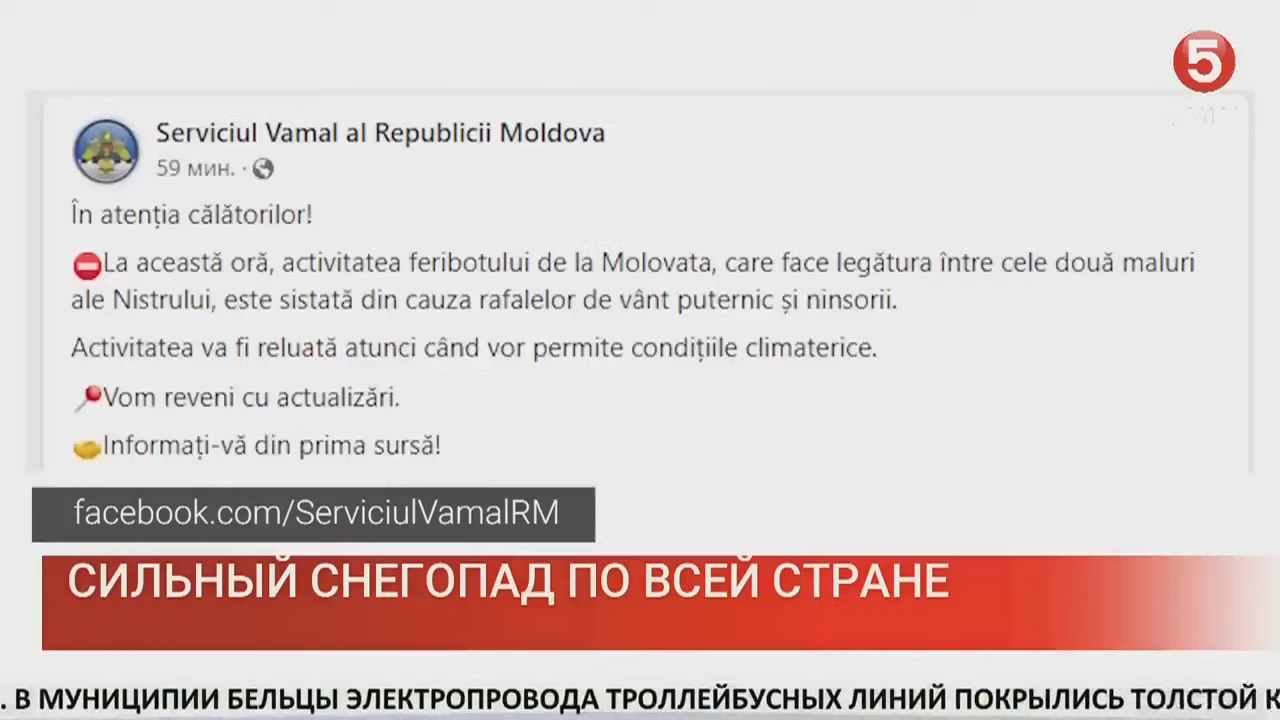 5
Serviciul Vamal al Republicii Moldova
59 мин. ·
În atenția călătorilor!
La această oră, activitatea feribotului de la Molovata, care face legătura între cele două maluri
ale Nistrului, este sistată din cauza rafalelor de vânt puternic și ninsorii.
Activitatea va fi reluată atunci când vor permite condițiile climaterice.
Vom reveni cu actualizări.
Informați-vă din prima sursă!
facebook.com/ServiciulVamalRM
СИЛЬНЫЙ СНЕГОПАД ПО ВСЕЙ СТРАНЕ
. В МУНИЦИПИИ БЕЛЬЦЫ ЭЛЕКТРОПРОВОДА ТРОЛЛЕЙБУСНЫХ ЛИНИЙ ПОКРЫЛИСЬ ТОЛСТОЙ К